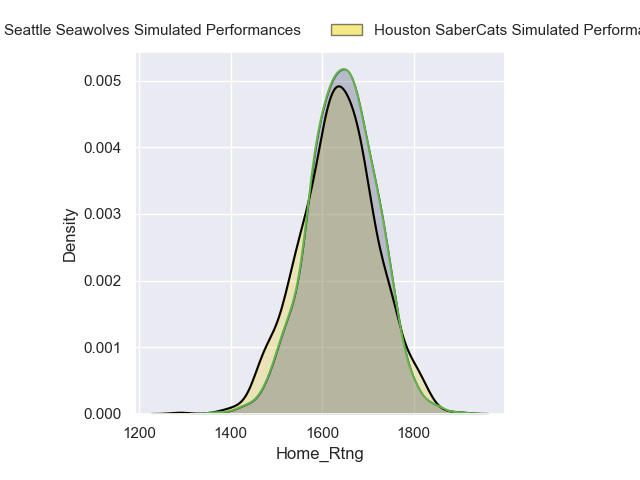 Seattle Seawolves Simulated Performances
Houston SaberCats Simulated Performa
0.005
0.004
0.003
0.002
0.001
0.000
Density
1200 1400 1600 1800
Home_Rtng